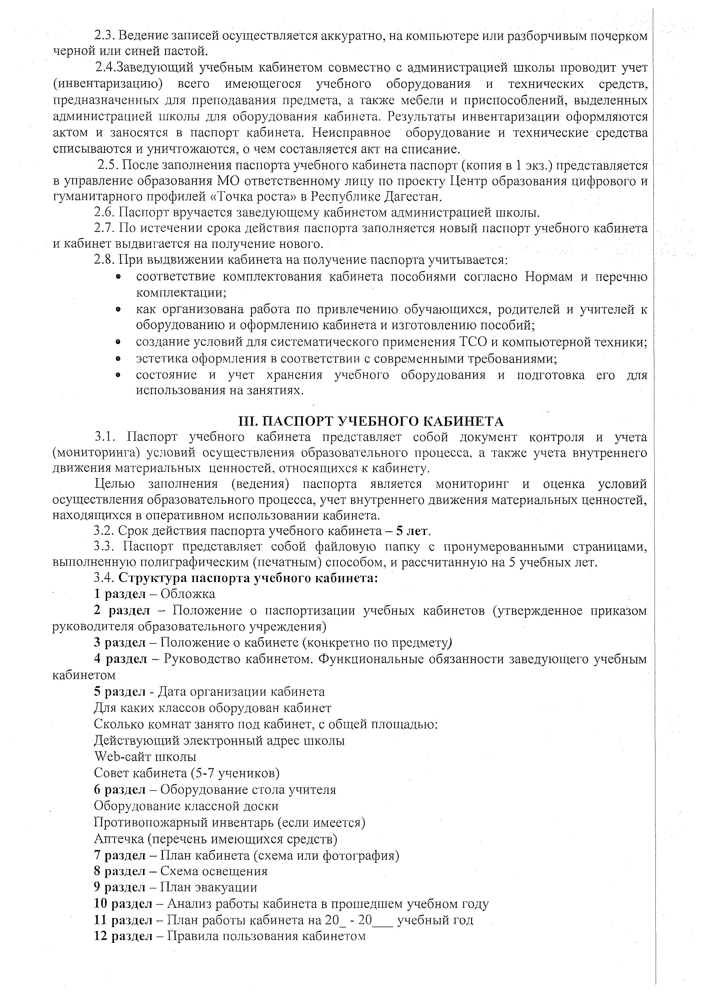 2.3. Ведение записей осуществляется аккуратно, на компьютере или разборчивым почерком
черной или синей пастой.
2.4.Заведующий учебным кабинетом совместно с администрацией школы проводит учет
(инвентаризацию) всего имеющегося учебного оборудования и технических средств,
предназначенных для преподавания предмета, а также мебели и приспособлений, выделенных
администрацией школы для оборудования кабинета. Результаты инвентаризации оформляются
актом и заносятся в паспорт кабинета. Неисправное оборудование и технические средства
списываются и уничтожаются, о чем составляется акт на списание.
2.5. После заполнения паспорта учебного кабинета паспорт (копия в 1 экз.) представляется
в управление образования МО ответственному лицу по проекту Центр образования цифрового и
гуманитарного профилей «Точка роста» в Республике Дагестан.
2.6. Паспорт вручается заведующему кабинетом администрацией школы.
2.7. По истечении срока действия паспорта заполняется новый паспорт учебного кабинета
и кабинет выдвигается на получение нового.
2.8. При выдвижении кабинета на получение паспорта учитывается:
• соответствие комплектования кабинета пособиями согласно Нормам и перечню
комплектации;
• как организована работа по привлечению обучающихся, родителей и учителей к
оборудованию и оформлению кабинета и изготовлению пособий;
• создание условий для систематического применения ТСО и компьютерной техники;
• эстетика оформления в соответствии с современными требованиями;
• состояние и учет хранения учебного оборудования и подготовка его для
использования на занятиях.
III. ПАСПОРТ УЧЕБНОГО КАБИНЕТА
3.1. Паспорт учебного кабинета представляет собой документ контроля и учета
(мониторинга) условий осуществления образовательного процесса, а также учета внутреннего
движения материальных ценностей, относящихся к кабинету.
Целью заполнения (ведения) паспорта является мониторинг и оценка условий
осуществления образовательного процесса, учет внутреннего движения материальных ценностей,
находящихся в оперативном использовании кабинета.
3.2. Срок действия паспорта учебного кабинета – 5 лет.
3.3. Паспорт представляет собой файловую папку с пронумерованными страницами,
выполненную полиграфическим (печатным) способом, и рассчитанную на 5 учебных лет.
3.4. Структура паспорта учебного кабинета:
1 раздел – Обложка
2 раздел – Положение о паспортизации учебных кабинетов (утвержденное приказом
руководителя образовательного учреждения)
3 раздел – Положение о кабинете (конкретно по предмету)
4 раздел – Руководство кабинетом. Функциональные обязанности заведующего учебным
кабинетом
5 раздел - Дата организации кабинета
Для каких классов оборудован кабинет
Сколько комнат занято под кабинет, с общей площадью:
Действующий электронный адрес школы
Web-сайт школы
Совет кабинета (5-7 учеников)
6 раздел – Оборудование стола учителя
Оборудование классной доски
Противопожарный инвентарь (если имеется)
Аптечка (перечень имеющихся средств)
7 раздел – План кабинета (схема или фотография)
8 раздел – Схема освещения
9 раздел – План эвакуации
10 раздел – Анализ работы кабинета в прошедшем учебном году
11 раздел – План работы кабинета на 20_ - 20___ учебный год
12 раздел – Правила пользования кабинетом